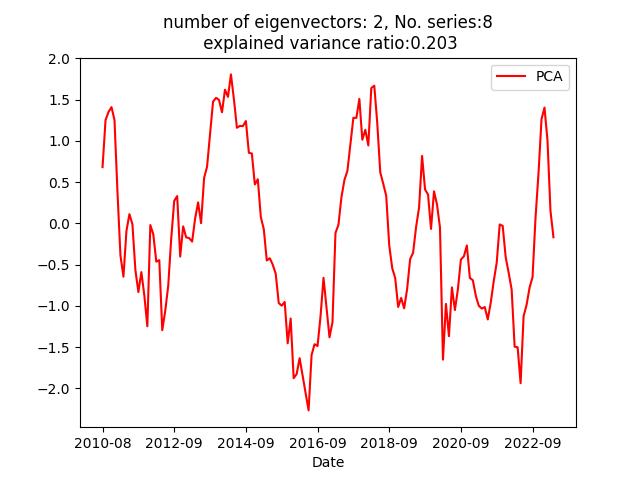 number of eigenvectors: 2, No. series:8
explained variance ratio:0.203
PCA
2.0
1.5
1.0
0.5
0.0
−0.5
−1.0
−1.5
−2.0
2010-08 2012-09 2014-09 2016-09 2018-09 2020-09 2022-09
Date